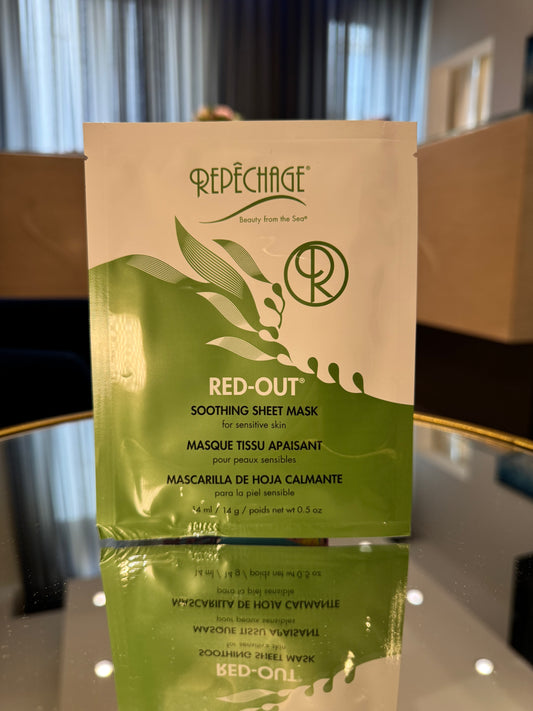 REPÊCHAGE®
Beauty from the Sea®
RED-OUT®
SOOTHING SHEET MASK
for sensitive skin
MASQUE TISSU APAISANT
pour peaux sensibles
MASCARILLA DE HOJA CALMANTE
para la piel sensible
14 ml / 14 g / poids net wt 0.5 oz